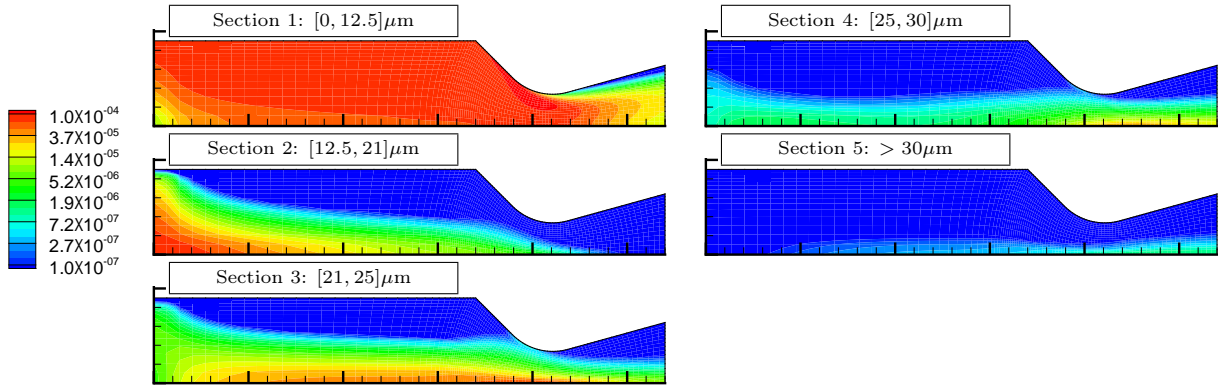 Section 1: [0, 12.5]μm
Section 4: [25, 30]μm
1.0X10⁻⁰⁴
3.7X10⁻⁰⁵
1.4X10⁻⁰⁵
5.2X10⁻⁰⁶
1.9X10⁻⁰⁶
7.2X10⁻⁰⁷
2.7X10⁻⁰⁷
1.0X10⁻⁰⁷
Section 2: [12.5, 21]μm
Section 5: > 30μm
Section 3: [21, 25]μm